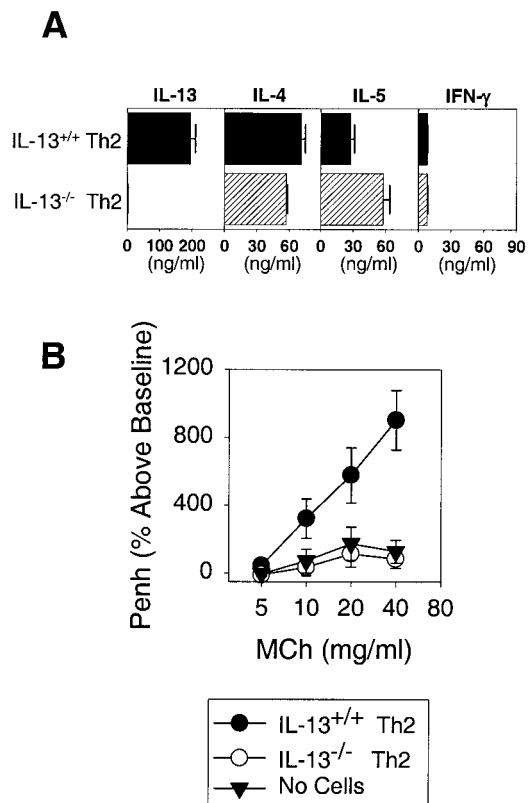 A
IL-13 IL-4 IL-5 IFN-γ
IL-13+/+ Th2
IL-13-/- Th2
0 100 200 0 30 60 0 30 60 0 30 60 90
(ng/ml) (ng/ml) (ng/ml) (ng/ml)
B
Penh (% Above Baseline)
1200
800
400
0
5 10 20 40 80
MCh (mg/ml)
IL-13+/+ Th2
IL-13-/- Th2
No Cells